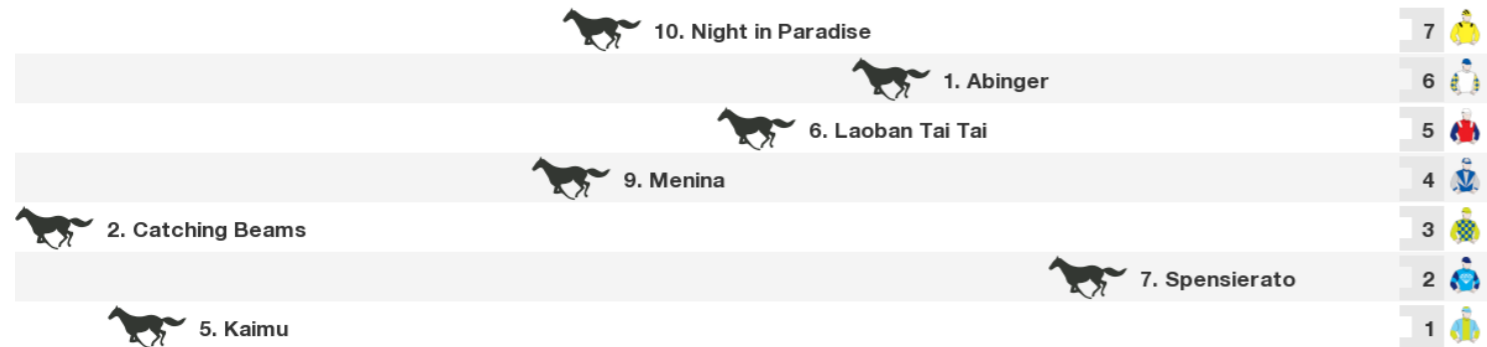 10. Night in Paradise 7
1. Abinger 6
6. Laoban Tai Tai 5
9. Menina 4
2. Catching Beams 3
7. Spensierato 2
5. Kaimu 1